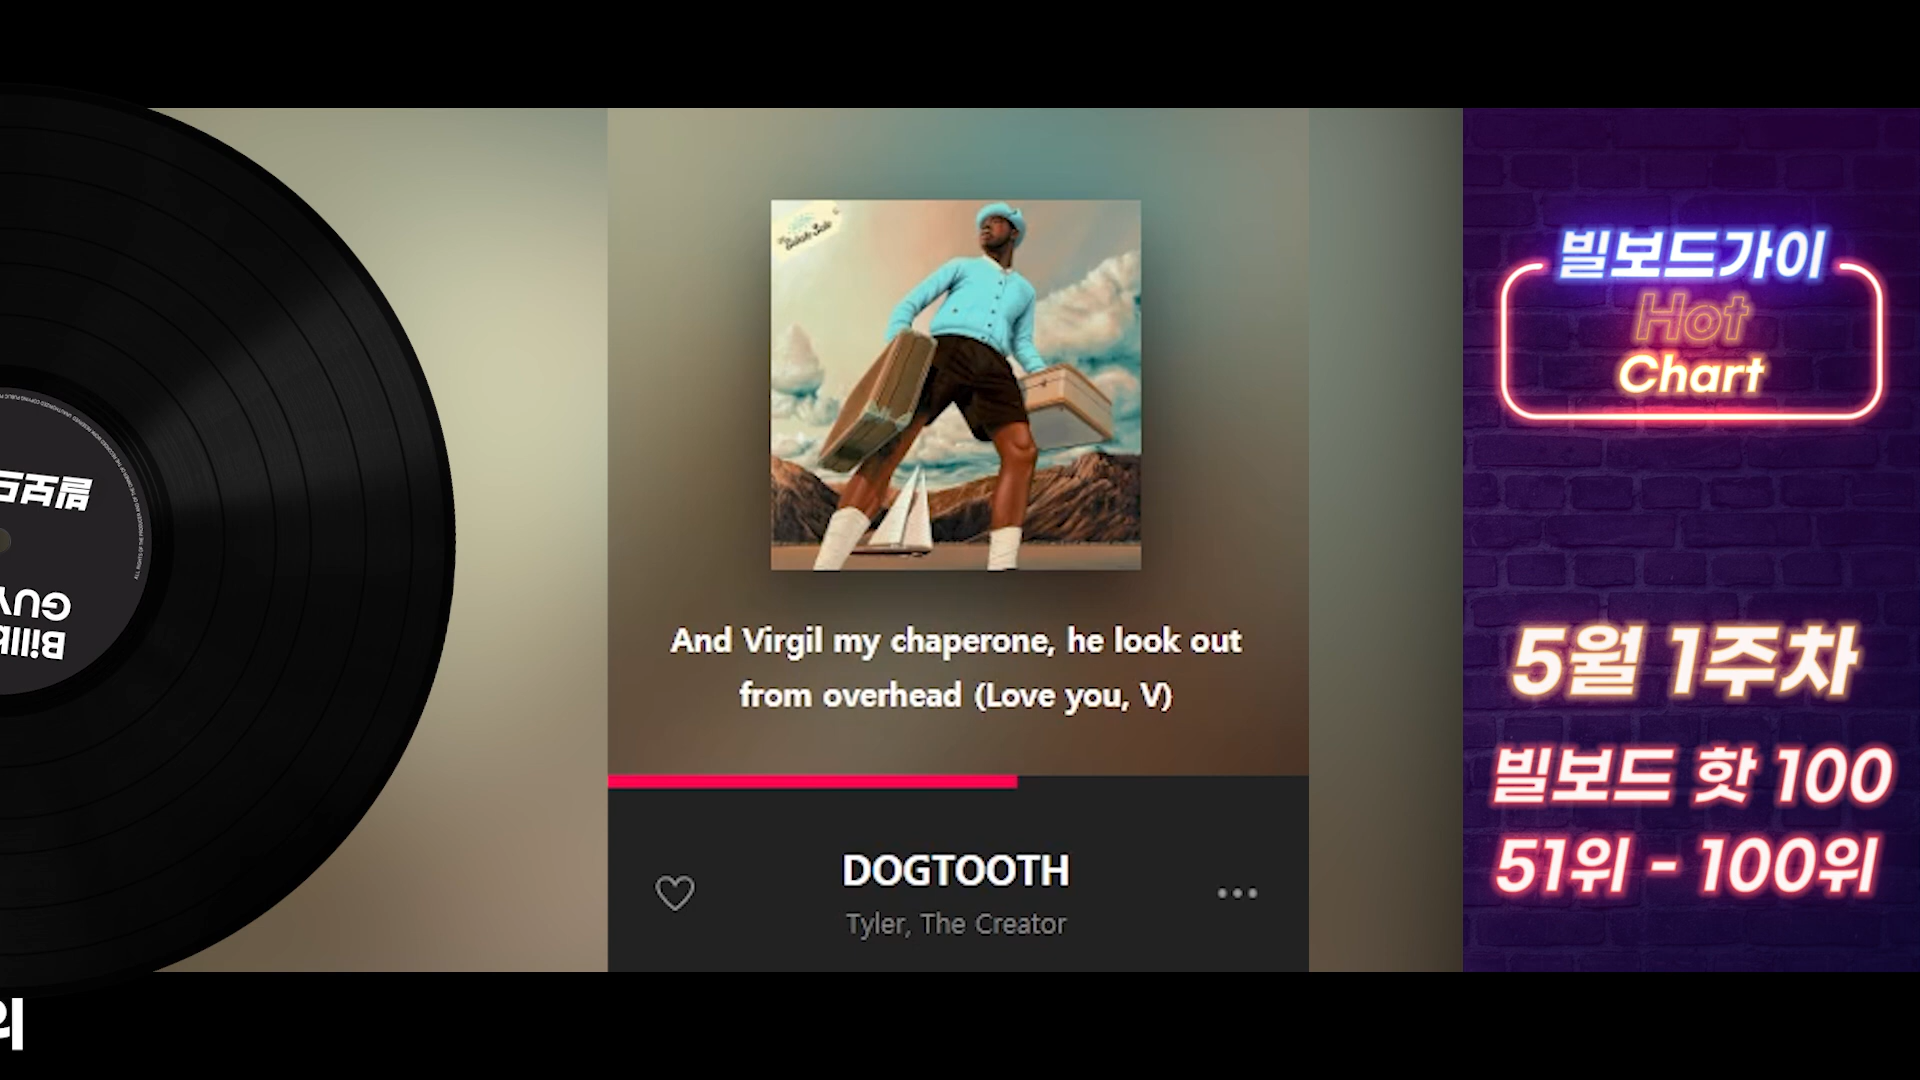 And Virgil my chaperone, he look out
from overhead (Love you, V)
DOGTOOTH
Tyler, The Creator
빌보드가이
Hot
Chart
5월 1주차
빌보드 핫 100
51위 - 100위